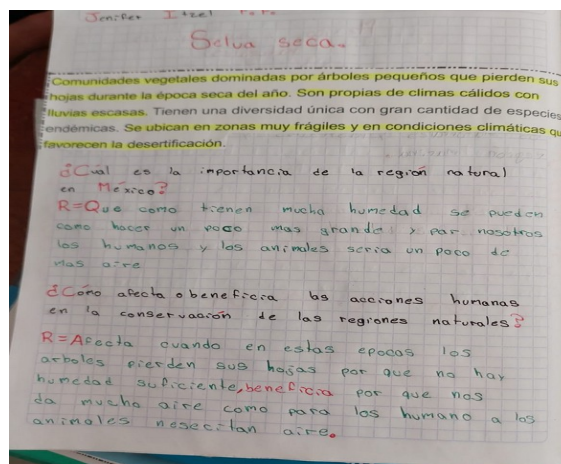 Jenifer Itzel
Selva seca.
Comunidades vegetales dominadas por árboles pequeños que pierden sus
hojas durante la época seca del año. Son propias de climas cálidos con
lluvias escasas. Tienen una diversidad única con gran cantidad de especies
endémicas. Se ubican en zonas muy frágiles y en condiciones climáticas qu
favorecen la desertificación.
¿Cuál es la inportancia de la región natural
en México?
R=Que como tienen mucha humedad se pueden
como hacer un poco mas grande y par nosotros
los humanos y los animales seria un poco de
mas aire
¿Cómo afecta o beneficia las acciones humanas
en la conservación de las regiones naturales?
R=Afecta cuando en estas epocas los
arboles pierden sus hojas por que no hay
humedad suficiente, beneficia por que nos
da mucho aire como para los humano a los
animales nesecitan aire.